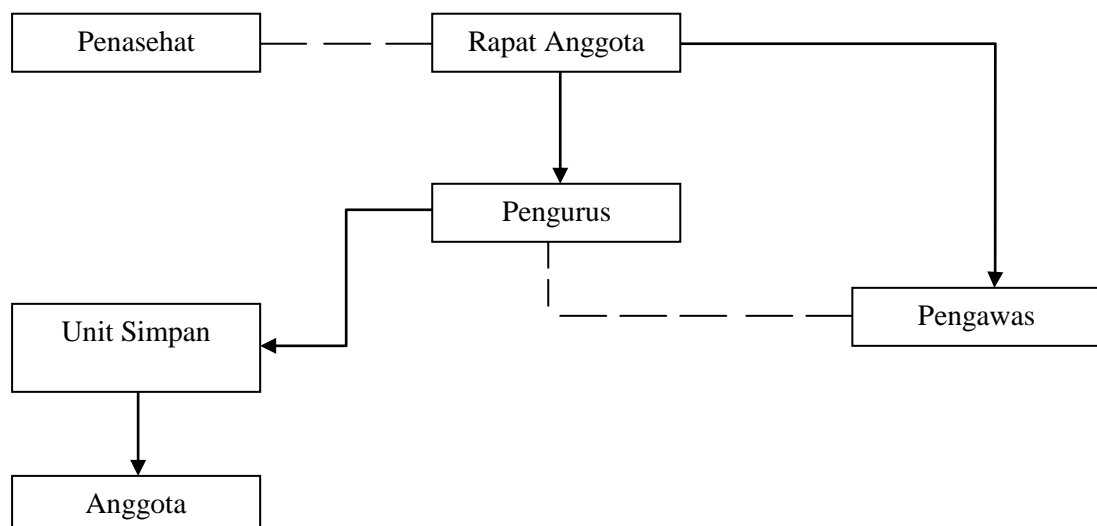 Penasehat
Rapat Anggota
Pengurus
Pengawas
Unit Simpan
Anggota